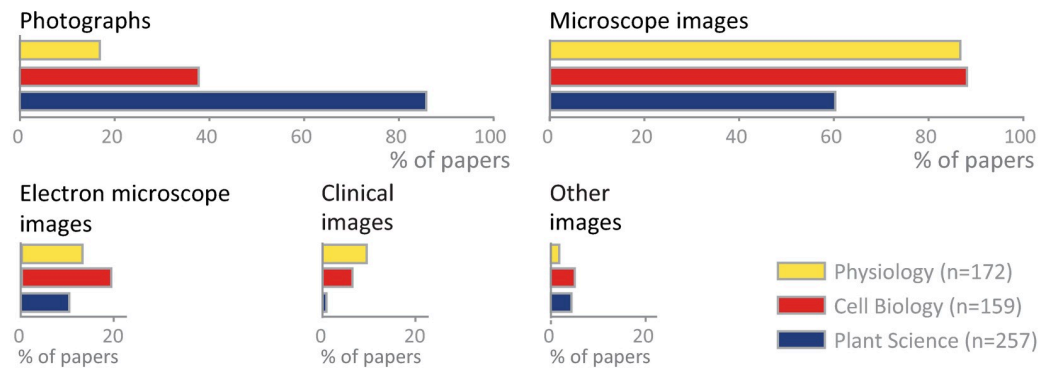 Photographs
0 20 40 60 80 100
% of papers
Microscope images
0 20 40 60 80 100
% of papers
Electron microscope
images
0 20
% of papers
Clinical
images
0 20
% of papers
Other
images
0 20
% of papers
Physiology (n=172)
Cell Biology (n=159)
Plant Science (n=257)